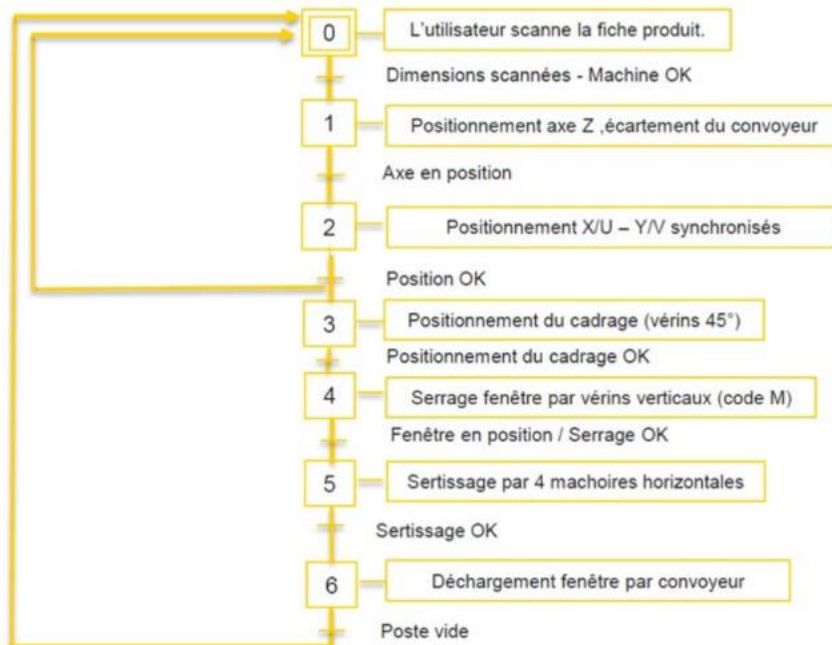 0
L'utilisateur scanne la fiche produit.
Dimensions scannées - Machine OK
1
Positionnement axe Z ,écartement du convoyeur
Axe en position
2
Positionnement X/U – Y/V synchronisés
Position OK
3
Positionnement du cadrage (vérins 45°)
Positionnement du cadrage OK
4
Serrage fenêtre par vérins verticaux (code M)
Fenêtre en position / Serrage OK
5
Sertissage par 4 machoires horizontales
Sertissage OK
6
Déchargement fenêtre par convoyeur
Poste vide